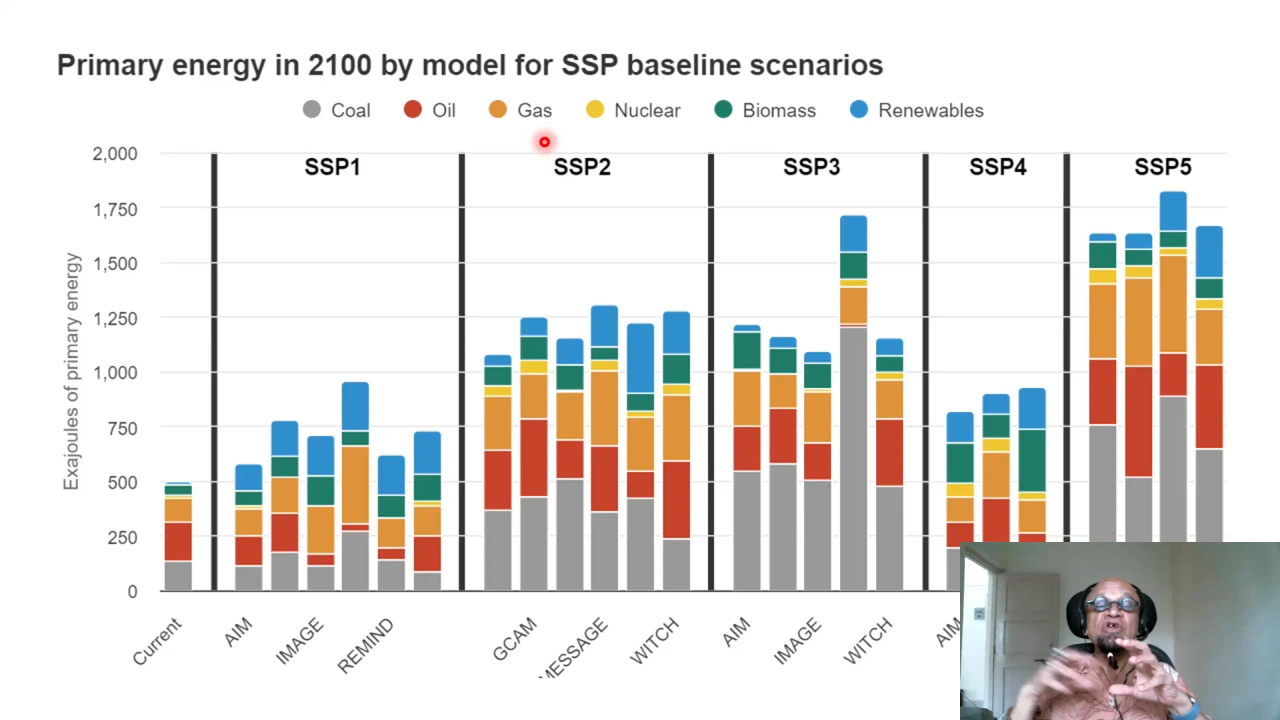 Primary energy in 2100 by model for SSP baseline scenarios
Coal Oil Gas Nuclear Biomass Renewables
Exajoules of primary energy
2,000
1,750
1,500
1,250
1,000
750
500
250
0
SSP1 SSP2 SSP3 SSP4 SSP5
Current AIM IMAGE REMIND GCAM MESSAGE WITCH AIM IMAGE WITCH AIM